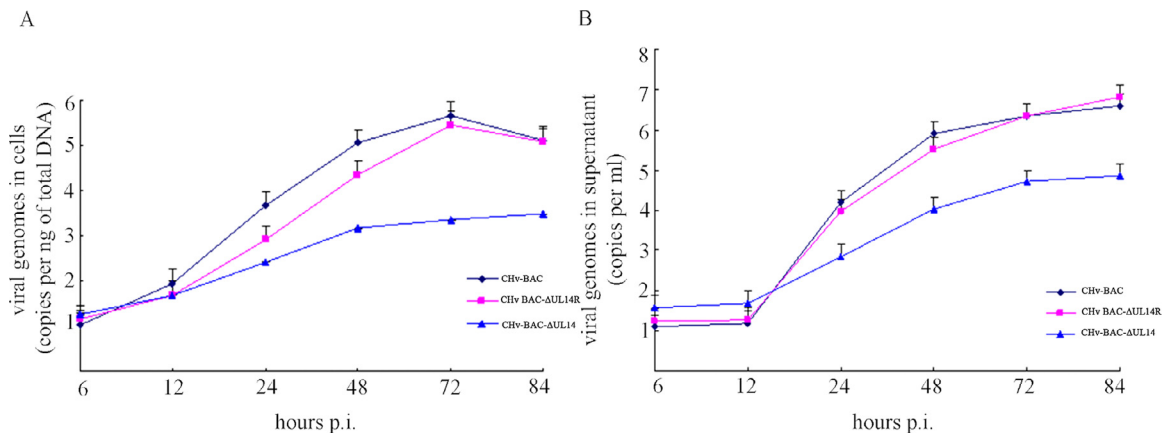 A
viral genomes in cells
(copies per ng of total DNA)
6
5
4
3
2
1
6 12 24 48 72 84
hours p.i.
CHv-BAC
CHv BAC-ΔUL14R
CHv-BAC-ΔUL14
B
viral genomes in supernatant
(copies per ml)
8
7
6
5
4
3
2
1
6 12 24 48 72 84
hours p.i.
CHv-BAC
CHv BAC-ΔUL14R
CHv-BAC-ΔUL14